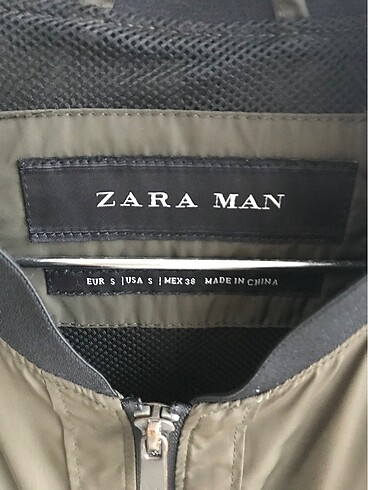 ZARA MAN
EUR S | USA S | MEX 38 MADE IN CHINA